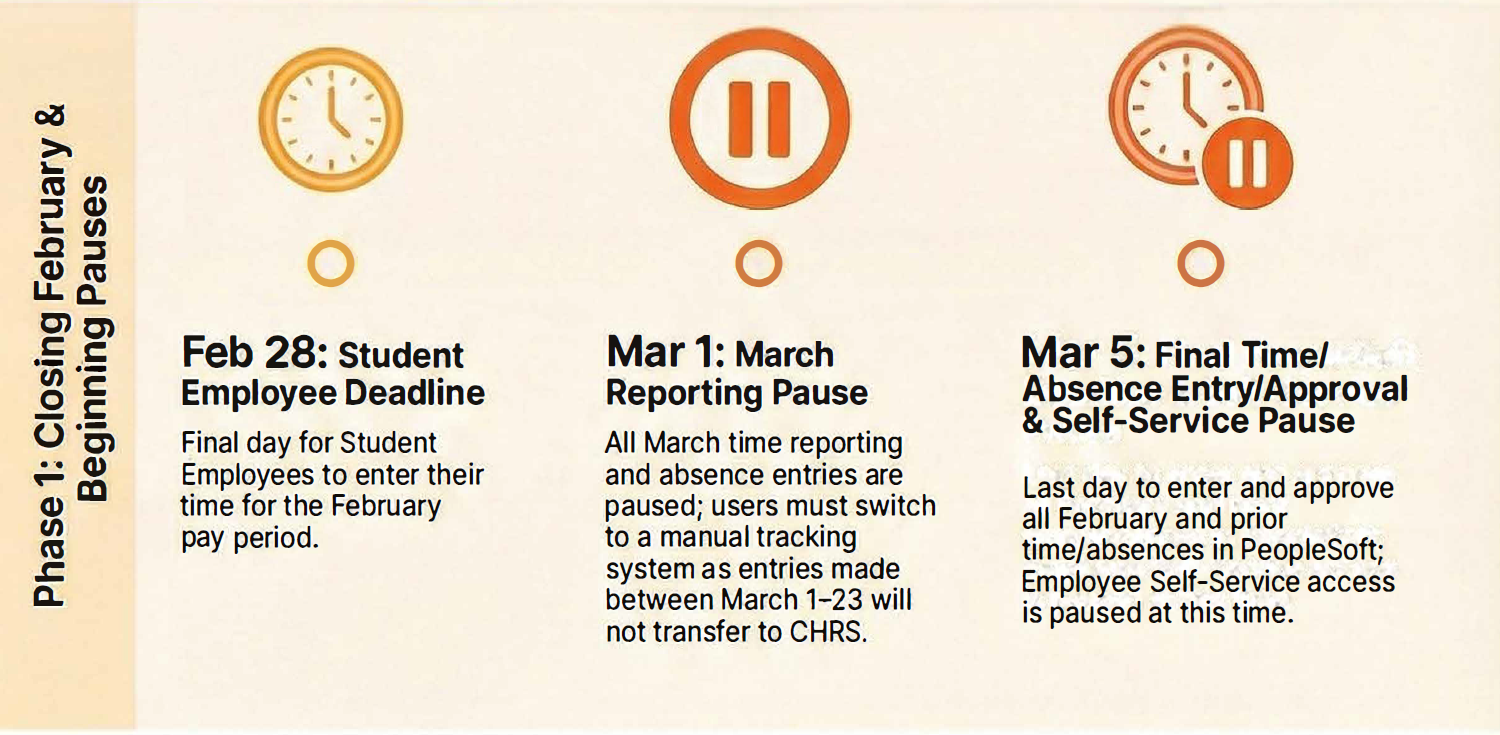 Phase 1: Closing February &
Beginning Pauses
Feb 28: Student
Employee Deadline
Final day for Student
Employees to enter their
time for the February
pay period.
Mar 1: March
Reporting Pause
All March time reporting
and absence entries are
paused; users must switch
to a manual tracking
system as entries made
between March 1–23 will
not transfer to CHRS.
Mar 5: Final Time/
Absence Entry/Approval
& Self-Service Pause
Last day to enter and approve
all February and prior
time/absences in PeopleSoft;
Employee Self-Service access
is paused at this time.